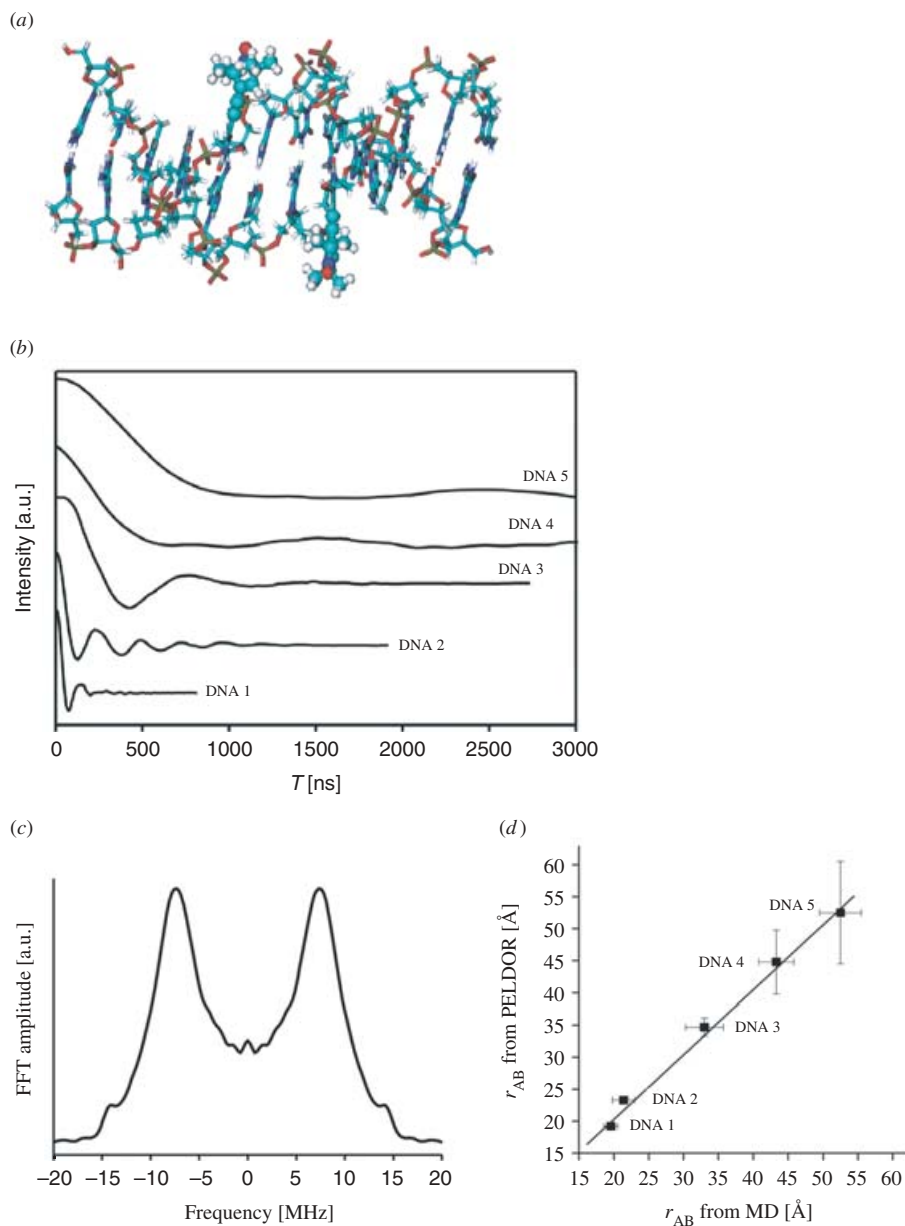 (a)
(b)
Intensity [a.u.]
DNA 5
DNA 4
DNA 3
DNA 2
DNA 1
0 500 1000 1500 2000 2500 3000
T [ns]
(c)
FFT amplitude [a.u.]
−20 −15 −10 −5 0 5 10 15 20
Frequency [MHz]
(d)
r_AB from PELDOR [Å]
60
55
50
45
40
35
30
25
20
15
DNA 5
DNA 4
DNA 3
DNA 2
DNA 1
15 20 25 30 35 40 45 50 55 60
r_AB from MD [Å]